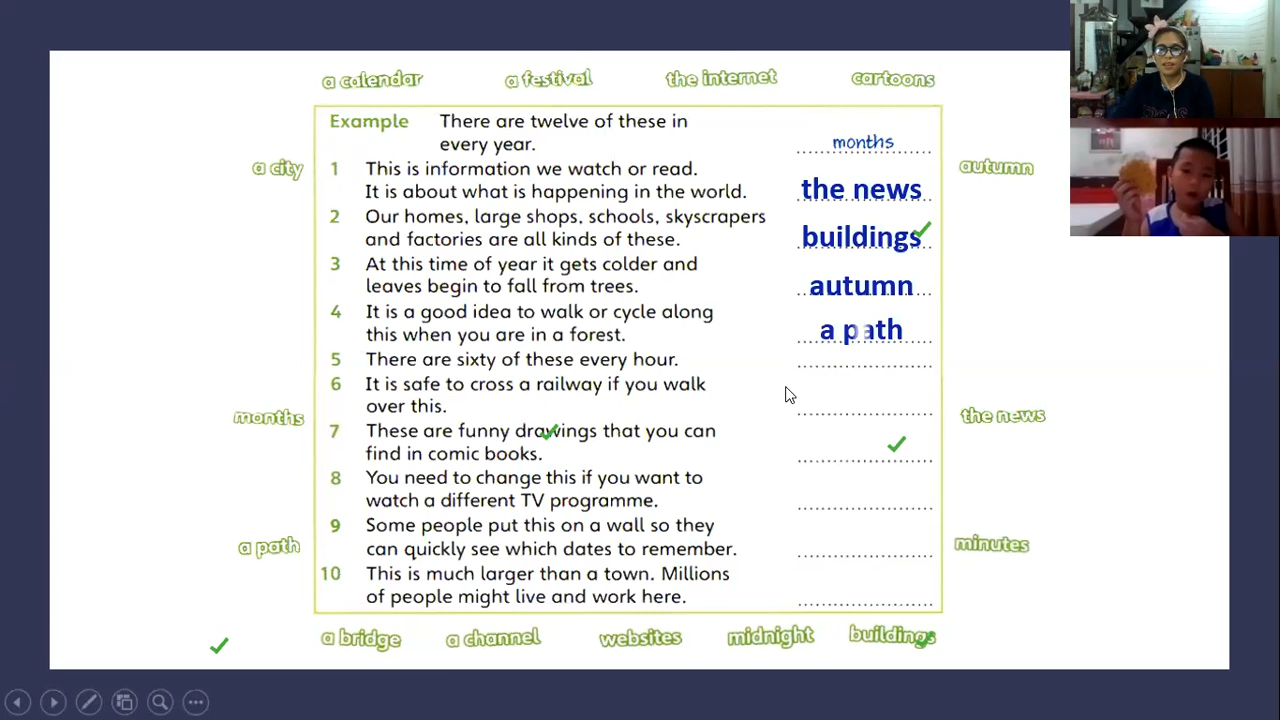 a calendar a festival the internet cartoons
Example There are twelve of these in
every year. months
a city
1 This is information we watch or read.
It is about what is happening in the world. the news
autumn
2 Our homes, large shops, schools, skyscrapers
and factories are all kinds of these. buildings
3 At this time of year it gets colder and
leaves begin to fall from trees. autumn
4 It is a good idea to walk or cycle along
this when you are in a forest. a path
5 There are sixty of these every hour.
6 It is safe to cross a railway if you walk
over this.
months
the news
7 These are funny drawings that you can
find in comic books.
8 You need to change this if you want to
watch a different TV programme.
9 Some people put this on a wall so they
can quickly see which dates to remember.
a path
minutes
10 This is much larger than a town. Millions
of people might live and work here.
a bridge a channel websites midnight buildings